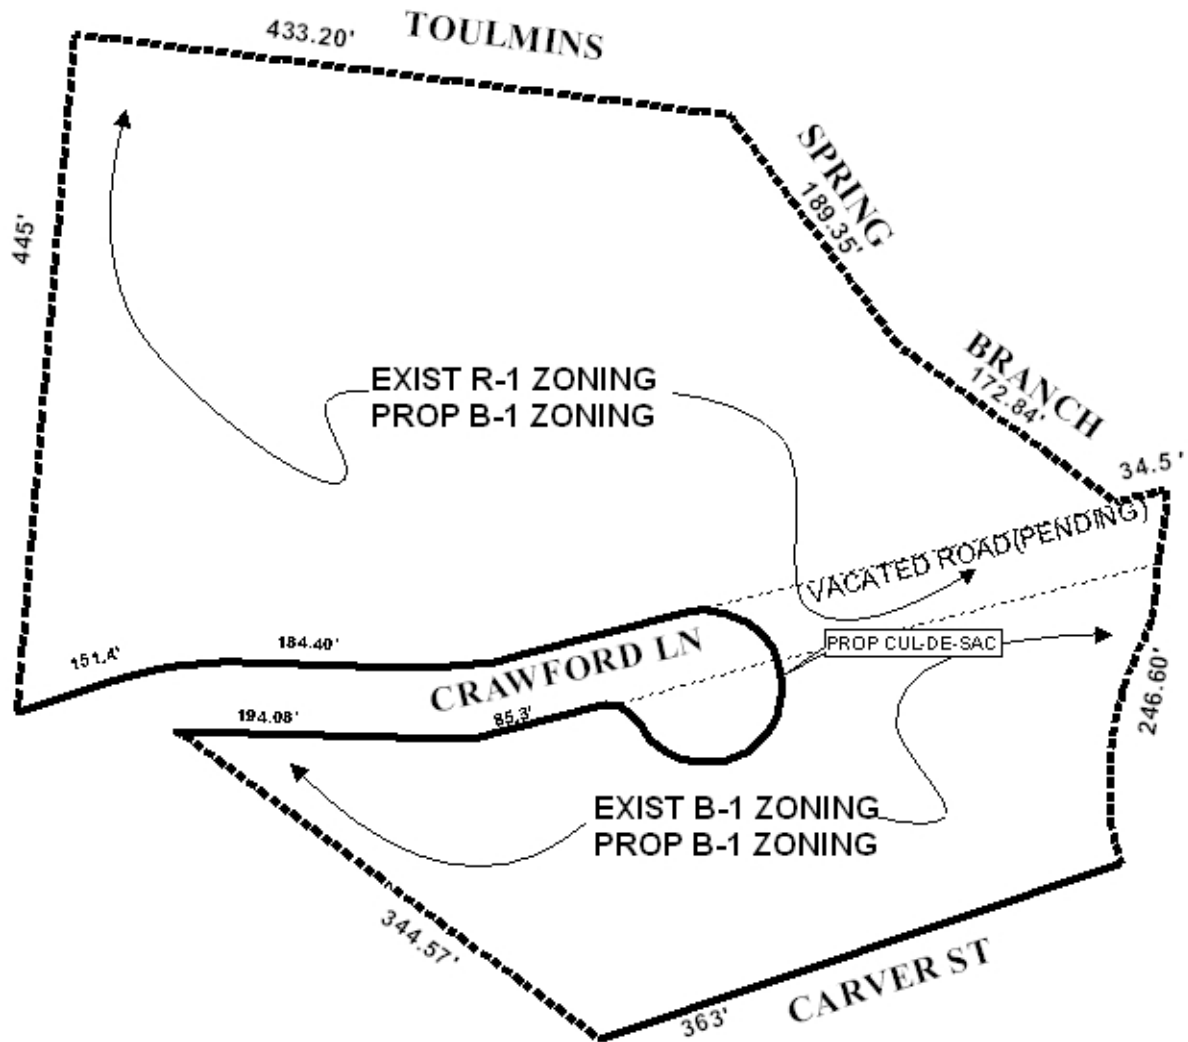 433.20'
TOULMINS
SPRING
189.35'
445'
BRANCH
172.84'
34.5'
EXIST R-1 ZONING
PROP B-1 ZONING
VACATED ROAD(PENDING)
151.4'
184.40'
CRAWFORD LN
PROP CUL-DE-SAC
246.60'
194.08'
85.3'
EXIST B-1 ZONING
PROP B-1 ZONING
344.57'
363'
CARVER ST